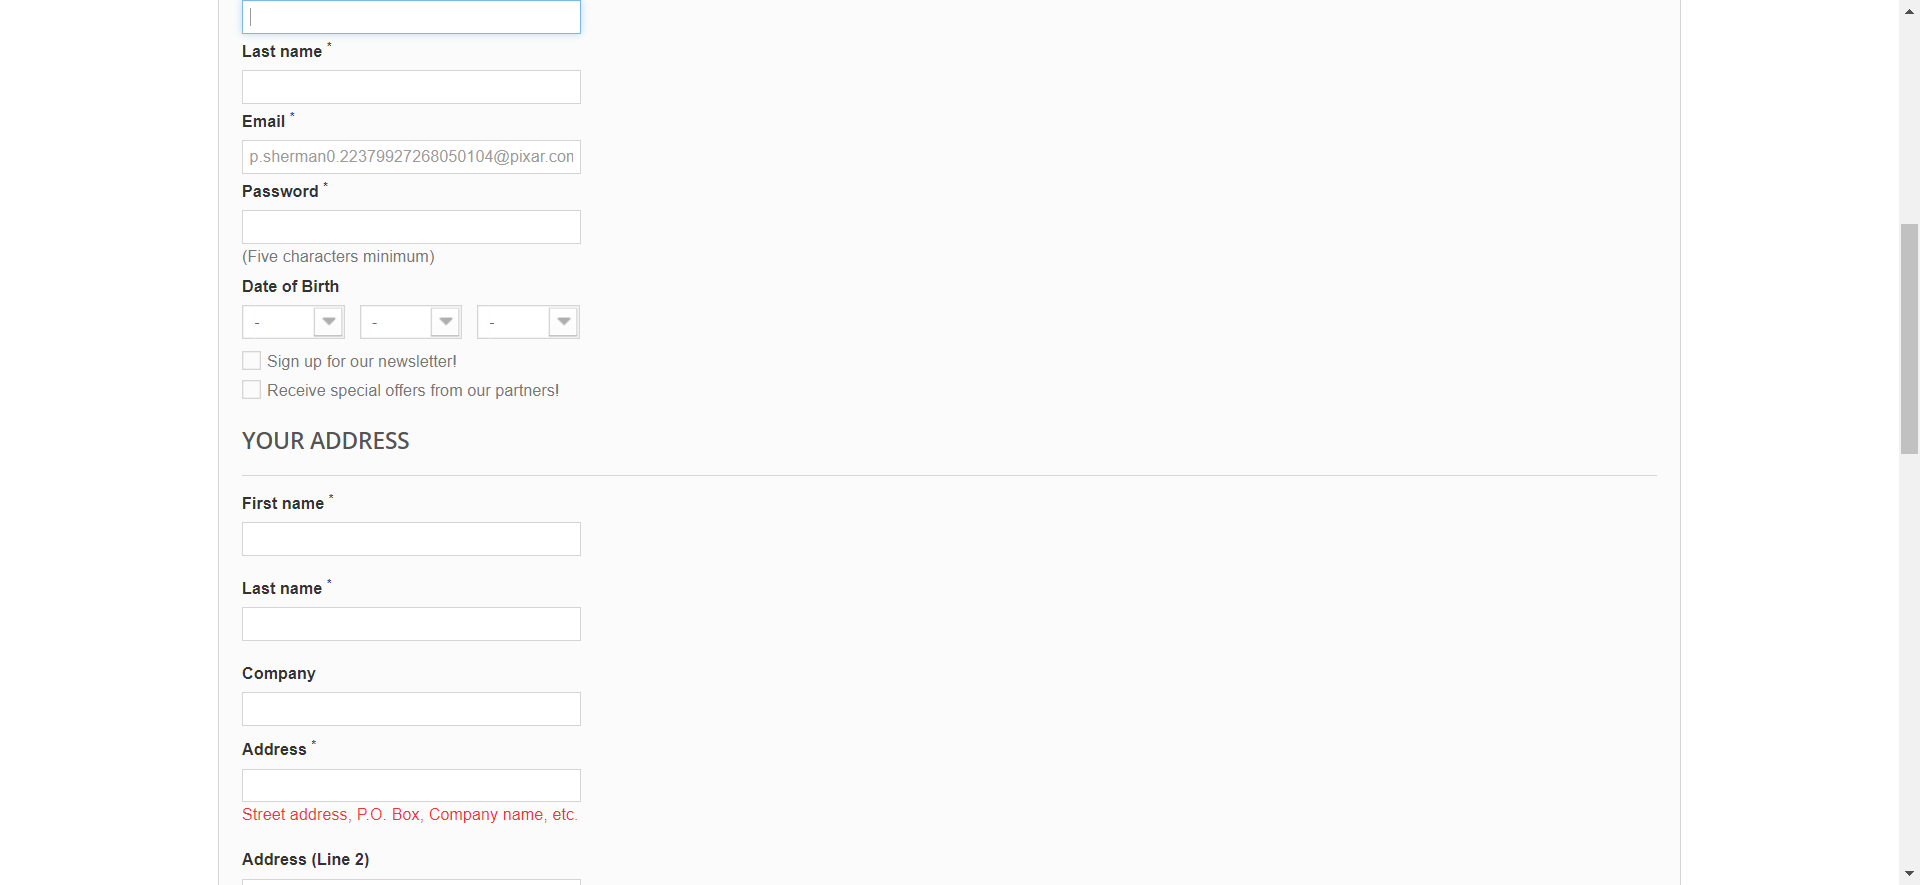 Last name *
Email *
p.sherman0.22379927268050104@pixar.con
Password *
(Five characters minimum)
Date of Birth
- - -
Sign up for our newsletter!
Receive special offers from our partners!
YOUR ADDRESS
First name *
Last name *
Company
Address *
Street address, P.O. Box, Company name, etc.
Address (Line 2)